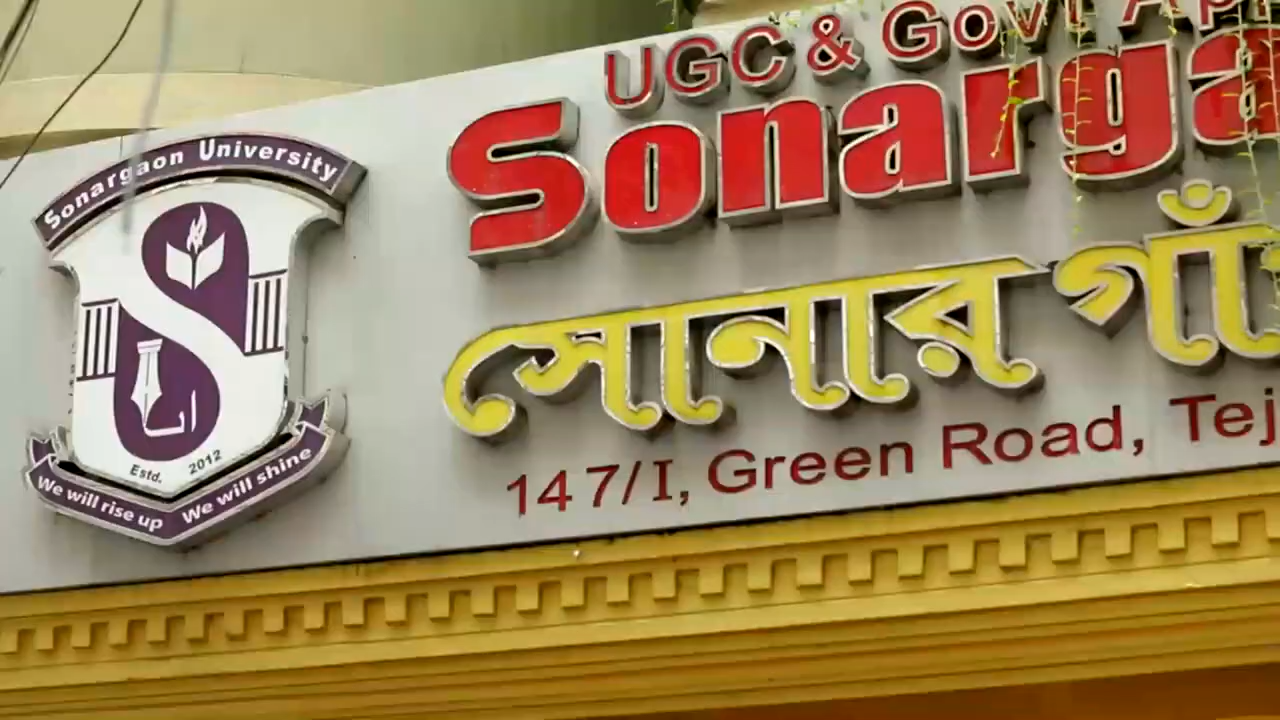 Sonargaon University
Estd. 2012
We will rise up We will shine
UGC & Govt
Sonarga
সোনারগাঁ
147/I, Green Road, Tej